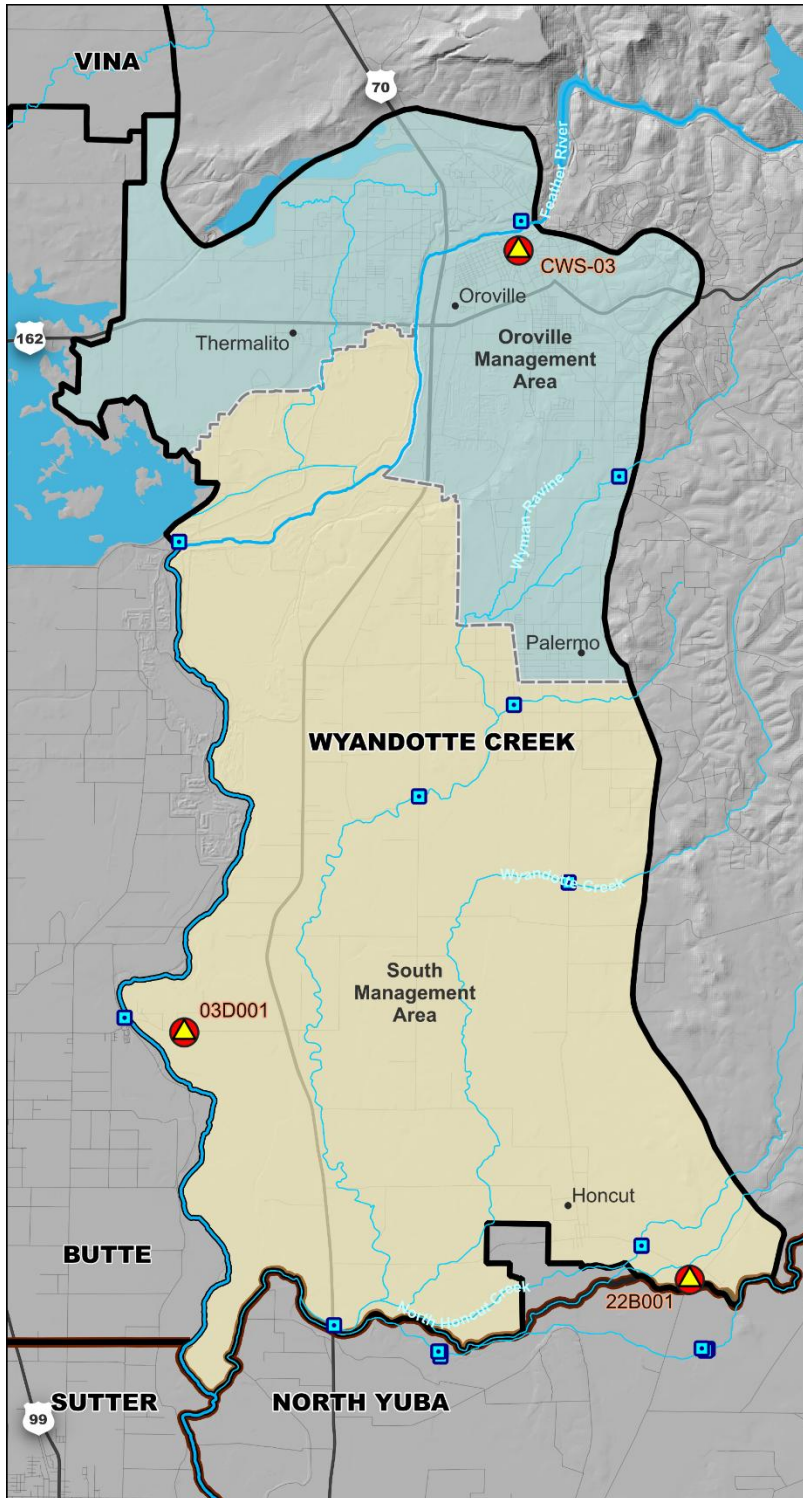 VINA
70
Feather River
CWS-03
Oroville
Thermalito
162
Oroville
Management
Area
Wyman Ravine
Palermo
WYANDOTTE CREEK
Wyandotte Creek
South
Management
Area
03D001
Honcut
BUTTE
22B001
North Honcut Creek
SUTTER
NORTH YUBA
99